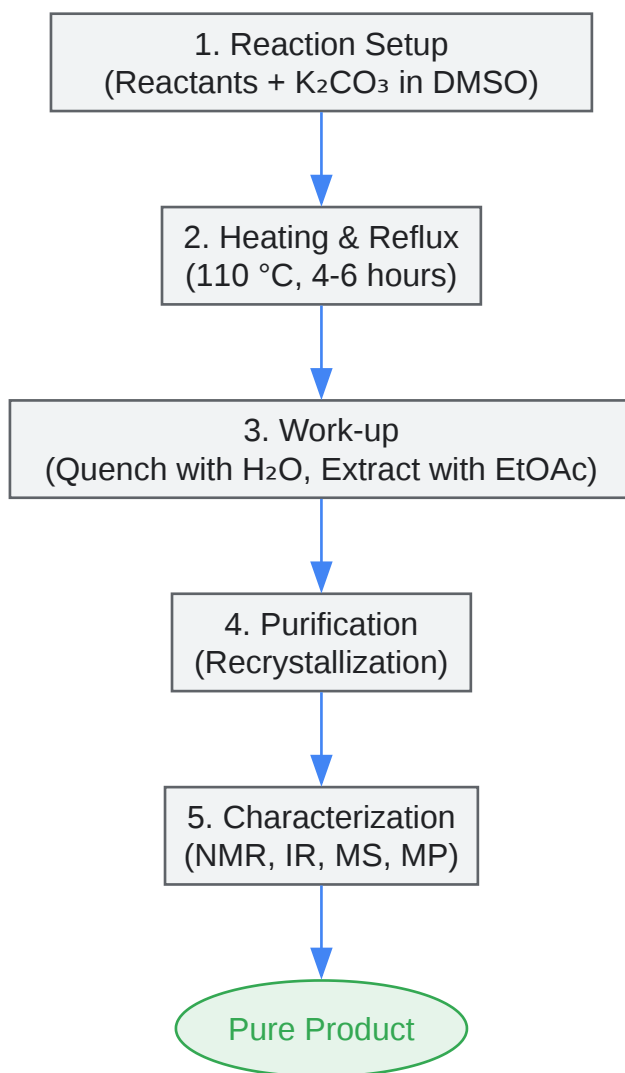 1. Reaction Setup
(Reactants + K₂CO₃ in DMSO)
2. Heating & Reflux
(110 °C, 4-6 hours)
3. Work-up
(Quench with H₂O, Extract with EtOAc)
4. Purification
(Recrystallization)
5. Characterization
(NMR, IR, MS, MP)
Pure Product